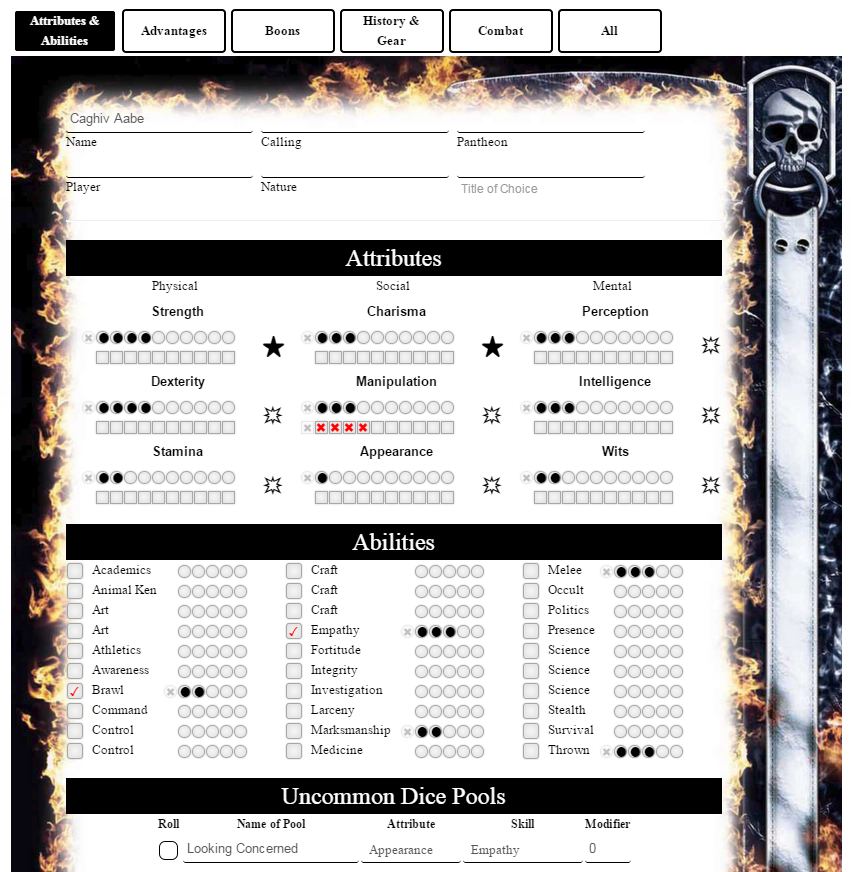 Attributes & Abilities
Advantages
Boons
History & Gear
Combat
All
Caghiv Aabe
Name Calling Pantheon
Player Nature Title of Choice
Attributes
Physical Social Mental
Strength Charisma Perception
Dexterity Manipulation Intelligence
Stamina Appearance Wits
Abilities
Academics Craft Melee
Animal Ken Craft Occult
Art Craft Politics
Art Empathy Presence
Athletics Fortitude Science
Awareness Integrity Science
Brawl Investigation Science
Command Larceny Stealth
Control Marksmanship Survival
Control Medicine Thrown
Uncommon Dice Pools
Roll Name of Pool Attribute Skill Modifier
Looking Concerned Appearance Empathy 0